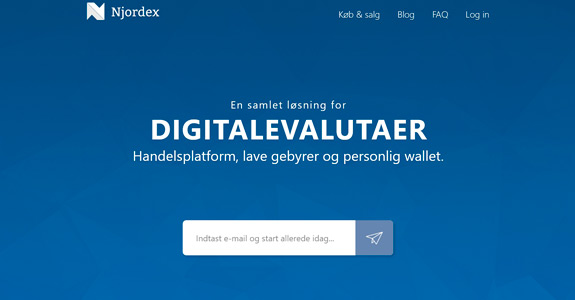 Njordex
Køb & salg Blog FAQ Log in
En samlet løsning for
DIGITALEVALUTAER
Handelsplatform, lave gebyrer og personlig wallet.
Indtast e-mail og start allerede idag...